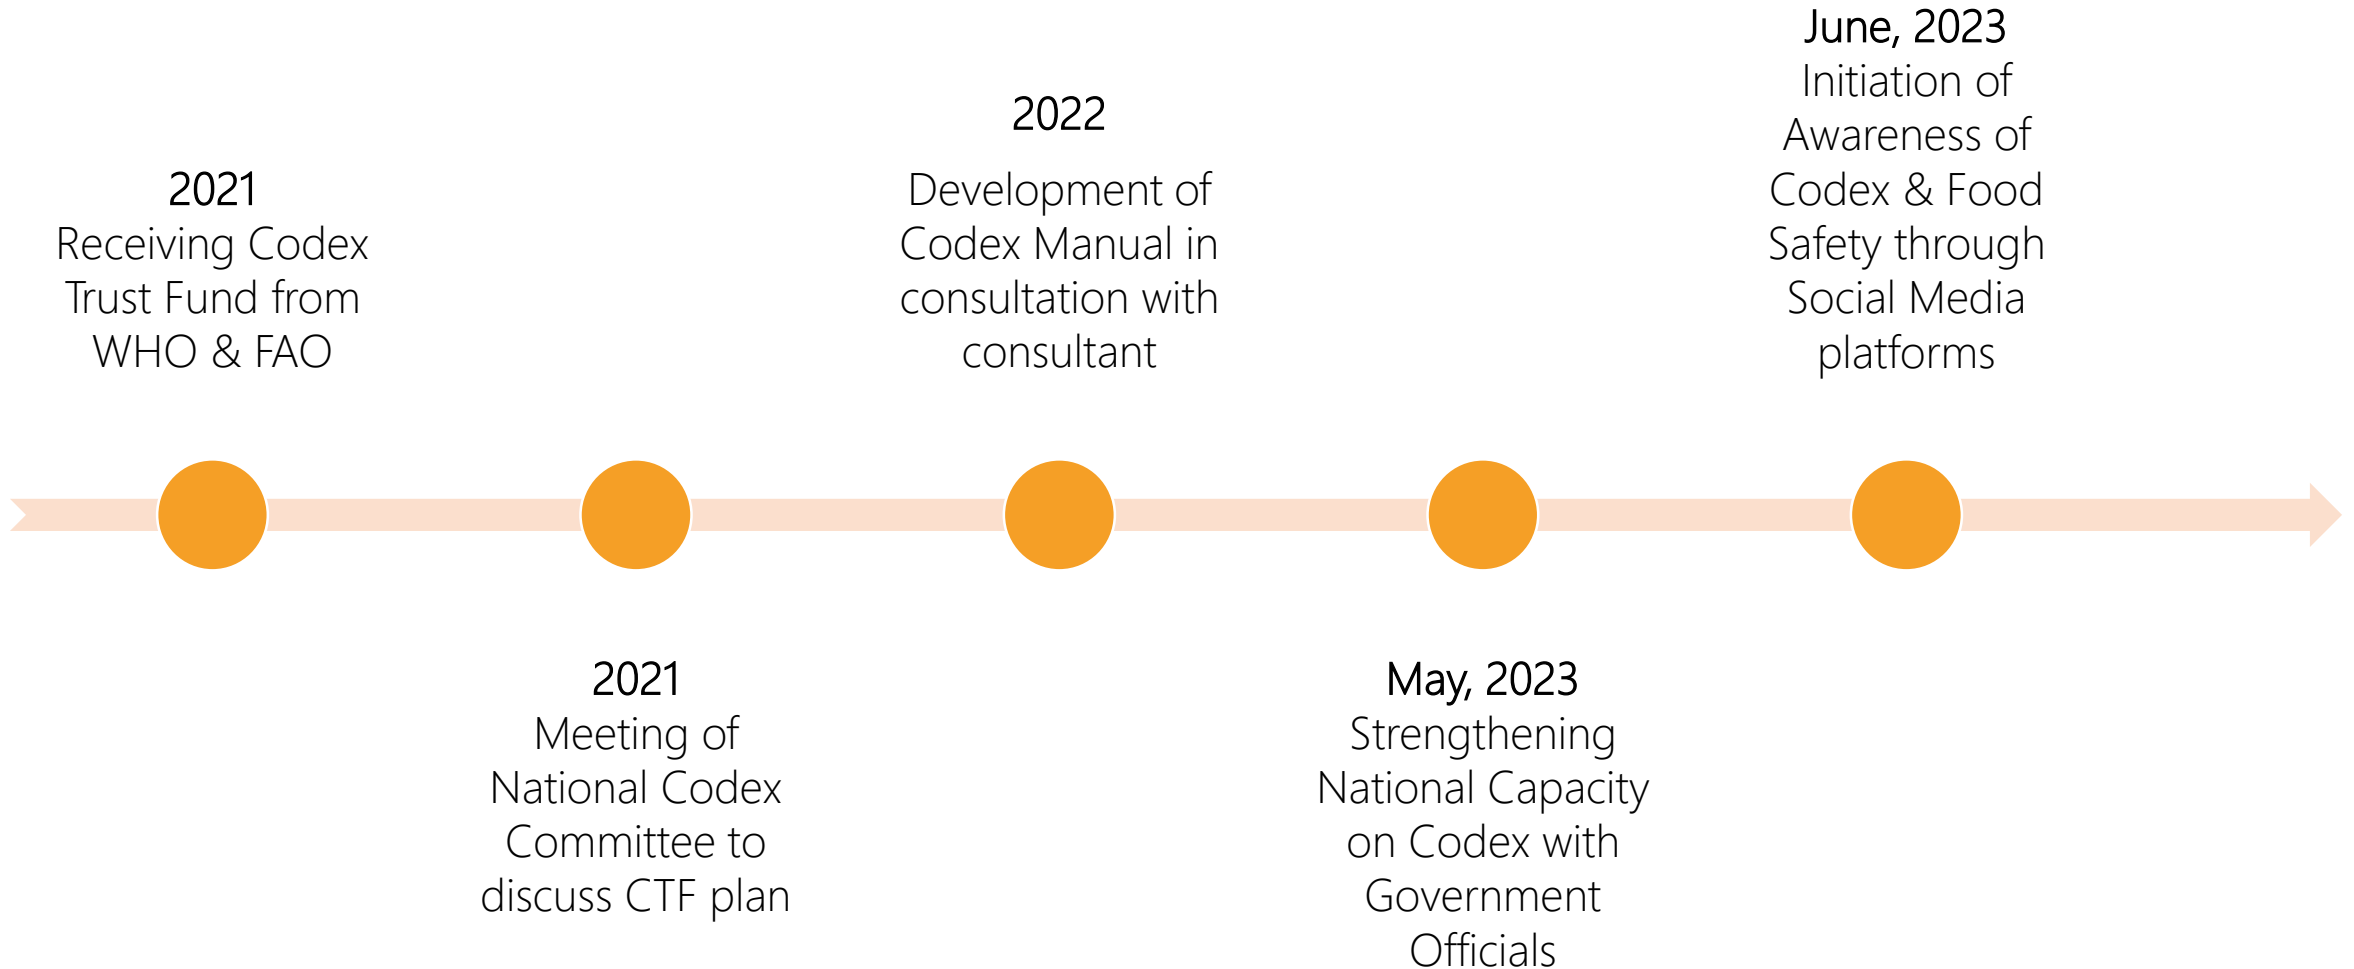 2021
Receiving Codex
Trust Fund from
WHO & FAO
2021
Meeting of
National Codex
Committee to
discuss CTF plan
2022
Development of
Codex Manual in
consultation with
consultant
May, 2023
Strengthening
National Capacity
on Codex with
Government
Officials
June, 2023
Initiation of
Awareness of
Codex & Food
Safety through
Social Media
platforms